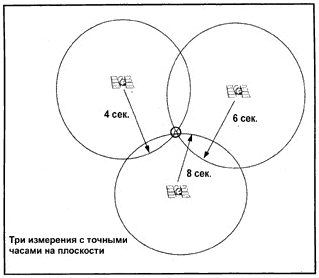 4 сек.
6 сек.
А
8 сек.
Три измерения с точными
часами на плоскости